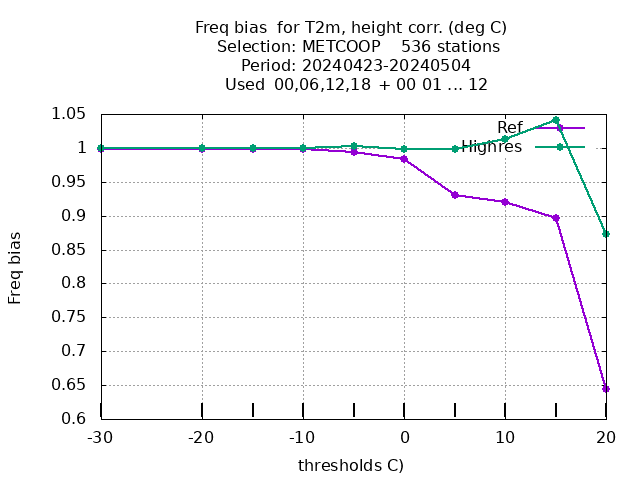 Freq bias  for T2m, height corr. (deg C)
Selection: METCOOP    536 stations
Period: 20240423-20240504
Used  00,06,12,18  + 00 01 ... 12
Ref
Highres
1.05
1
0.95
0.9
0.85
0.8
0.75
0.7
0.65
0.6
Freq bias
-30
-20
-10
0
10
20
thresholds C)